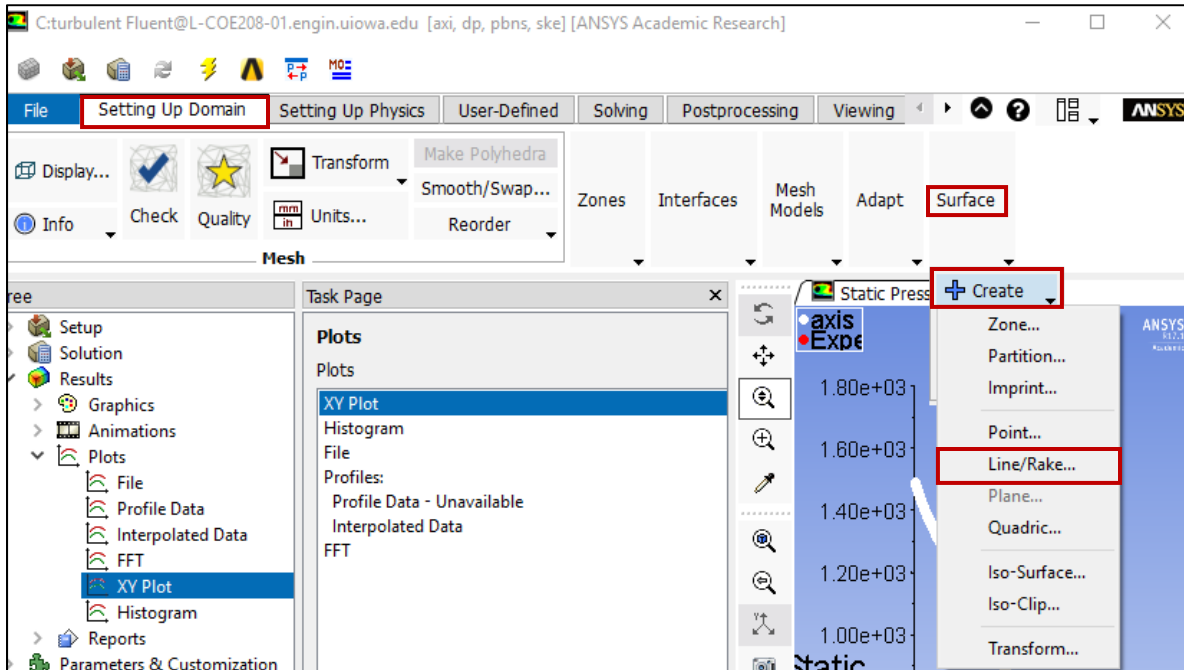 C:turbulent Fluent@L-COE208-01.engin.uiowa.edu [axi, dp, pbns, ske] [ANSYS Academic Research]
File Setting Up Domain Setting Up Physics User-Defined Solving Postprocessing Viewing ANSYS
Display... Check Quality Transform Make Polyhedra
Smooth/Swap...
Info Units... Reorder
Zones Interfaces Mesh Models Adapt Surface
Mesh
ree
Setup
Solution
Results
Graphics
Animations
Plots
File
Profile Data
Interpolated Data
FFT
XY Plot
Histogram
Reports
Parameters & Customization
Task Page
Plots
Plots
XY Plot
Histogram
File
Profiles:
Profile Data - Unavailable
Interpolated Data
FFT
Static Press
axis
Expe
1.80e+03
1.60e+03
1.40e+03
1.20e+03
1.00e+03
Static
Create
Zone...
Partition...
Imprint...
Point...
Line/Rake...
Plane...
Quadric...
Iso-Surface...
Iso-Clip...
Transform...
ANSYS